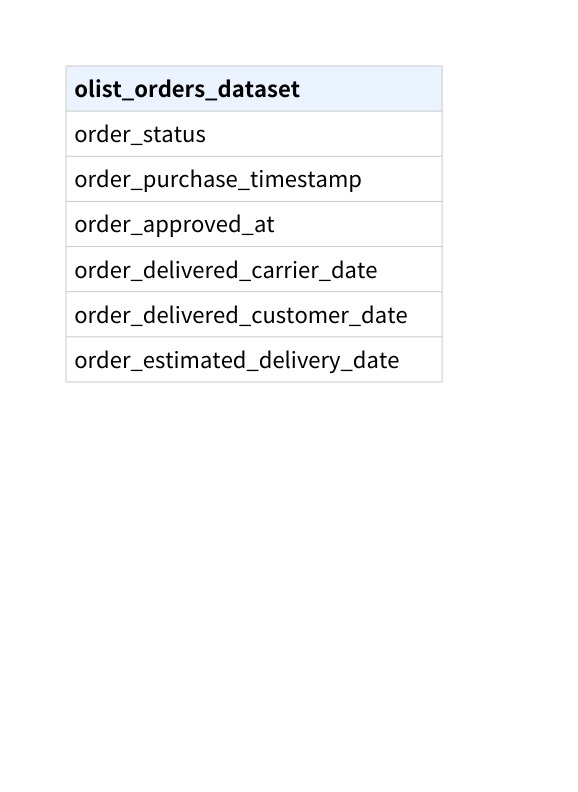 olist_orders_dataset
order_status
order_purchase_timestamp
order_approved_at
order_delivered_carrier_date
order_delivered_customer_date
order_estimated_delivery_date